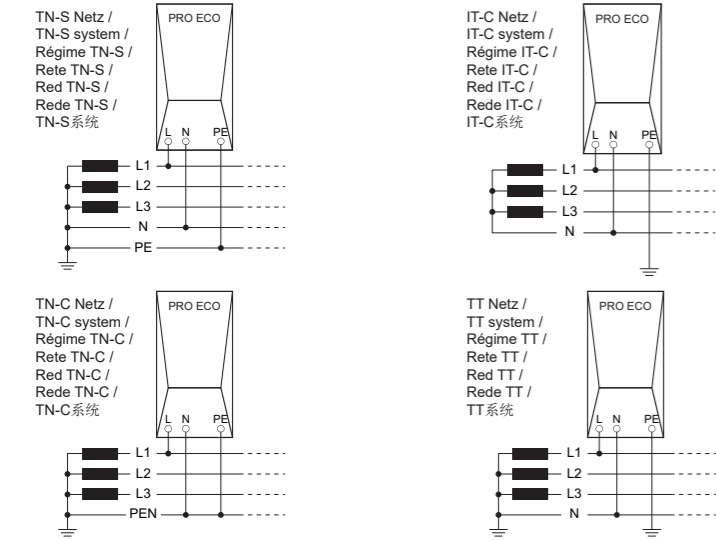 TN-S Netz /
TN-S system /
Régime TN-S /
Rete TN-S /
Red TN-S /
Rede TN-S /
TN-S系统
PRO ECO
L N PE
L1
L2
L3
N
PE
IT-C Netz /
IT-C system /
Régime IT-C /
Rete IT-C /
Red IT-C /
Rede IT-C /
IT-C系统
PRO ECO
L N PE
L1
L2
L3
N
TN-C Netz /
TN-C system /
Régime TN-C /
Rete TN-C /
Red TN-C /
Rede TN-C /
TN-C系统
PRO ECO
L N PE
L1
L2
L3
PEN
TT Netz /
TT system /
Régime TT /
Rete TT /
Red TT /
Rede TT /
TT系统
PRO ECO
L N PE
L1
L2
L3
N